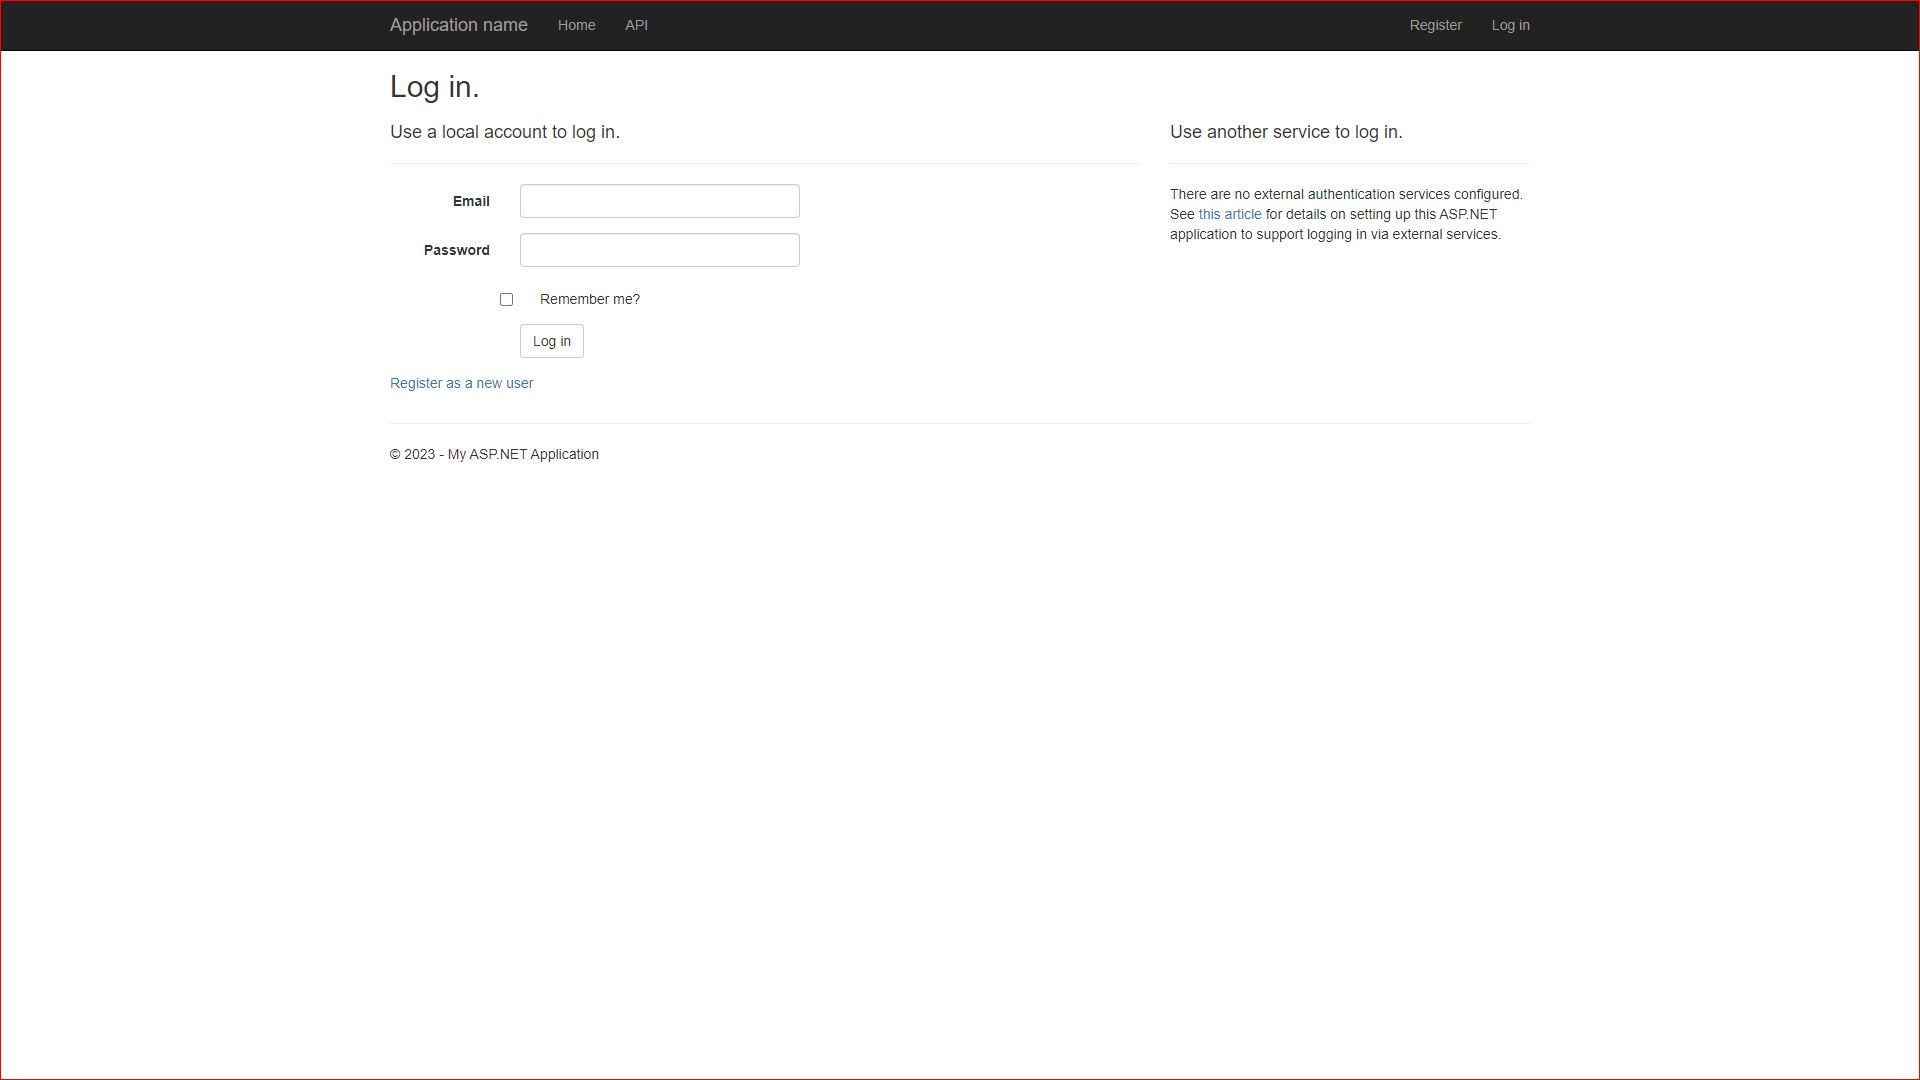 Application name
Home
API
Register
Log in
Log in.
Use a local account to log in.
Email
Password
Remember me?
Log in
Register as a new user
Use another service to log in.
There are no external authentication services configured.
See this article for details on setting up this ASP.NET
application to support logging in via external services.
© 2023 - My ASP.NET Application